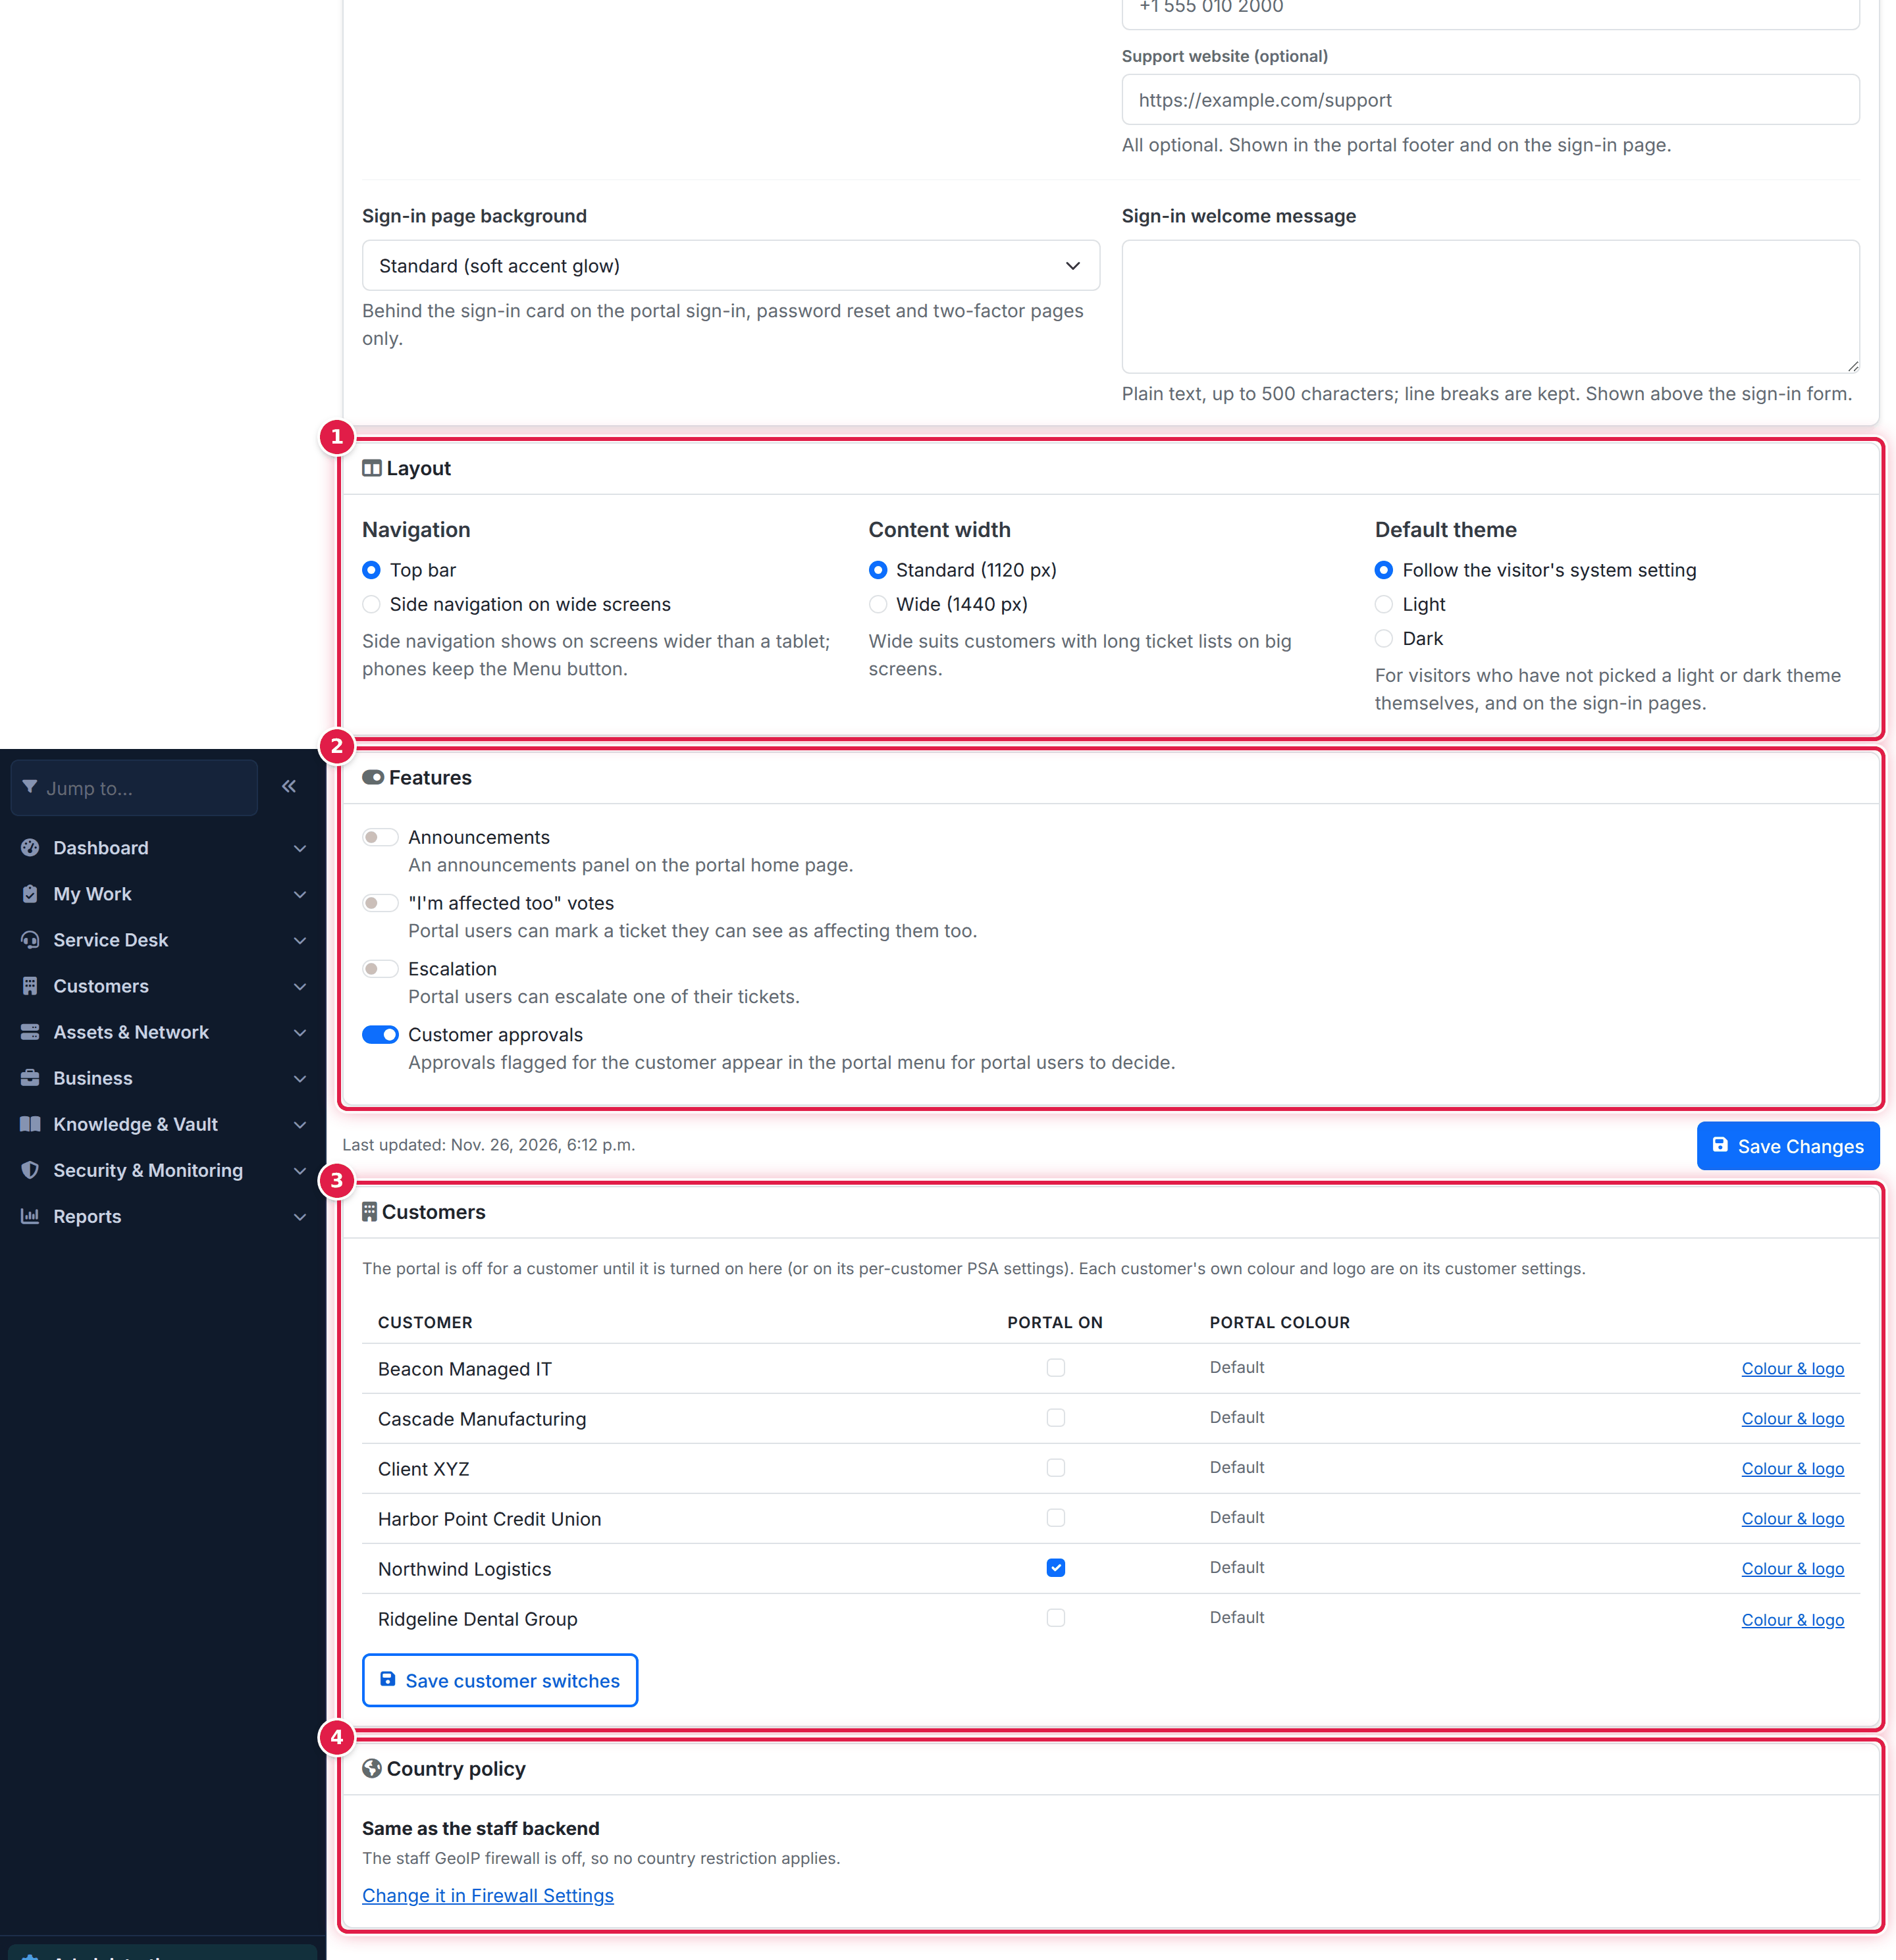 +1 555 010 2000
Support website (optional)
https://example.com/support
All optional. Shown in the portal footer and on the sign-in page.
Sign-in page background
Standard (soft accent glow)
Behind the sign-in card on the portal sign-in, password reset and two-factor pages
only.
Sign-in welcome message
Plain text, up to 500 characters; line breaks are kept. Shown above the sign-in form.
1
Layout
Navigation
Top bar
Side navigation on wide screens
Side navigation shows on screens wider than a tablet;
phones keep the Menu button.
Content width
Standard (1120 px)
Wide (1440 px)
Wide suits customers with long ticket lists on big
screens.
Default theme
Follow the visitor's system setting
Light
Dark
For visitors who have not picked a light or dark theme
themselves, and on the sign-in pages.
Jump to...
Dashboard
My Work
Service Desk
Customers
Assets & Network
Business
Knowledge & Vault
Security & Monitoring
Reports
2
Features
Announcements
An announcements panel on the portal home page.
"I'm affected too" votes
Portal users can mark a ticket they can see as affecting them too.
Escalation
Portal users can escalate one of their tickets.
Customer approvals
Approvals flagged for the customer appear in the portal menu for portal users to decide.
Last updated: Nov. 26, 2026, 6:12 p.m.
Save Changes
3
Customers
The portal is off for a customer until it is turned on here (or on its per-customer PSA settings). Each customer's own colour and logo are on its customer settings.
CUSTOMER PORTAL ON PORTAL COLOUR
Beacon Managed IT Default Colour & logo
Cascade Manufacturing Default Colour & logo
Client XYZ Default Colour & logo
Harbor Point Credit Union Default Colour & logo
Northwind Logistics Default Colour & logo
Ridgeline Dental Group Default Colour & logo
Save customer switches
4
Country policy
Same as the staff backend
The staff GeoIP firewall is off, so no country restriction applies.
Change it in Firewall Settings